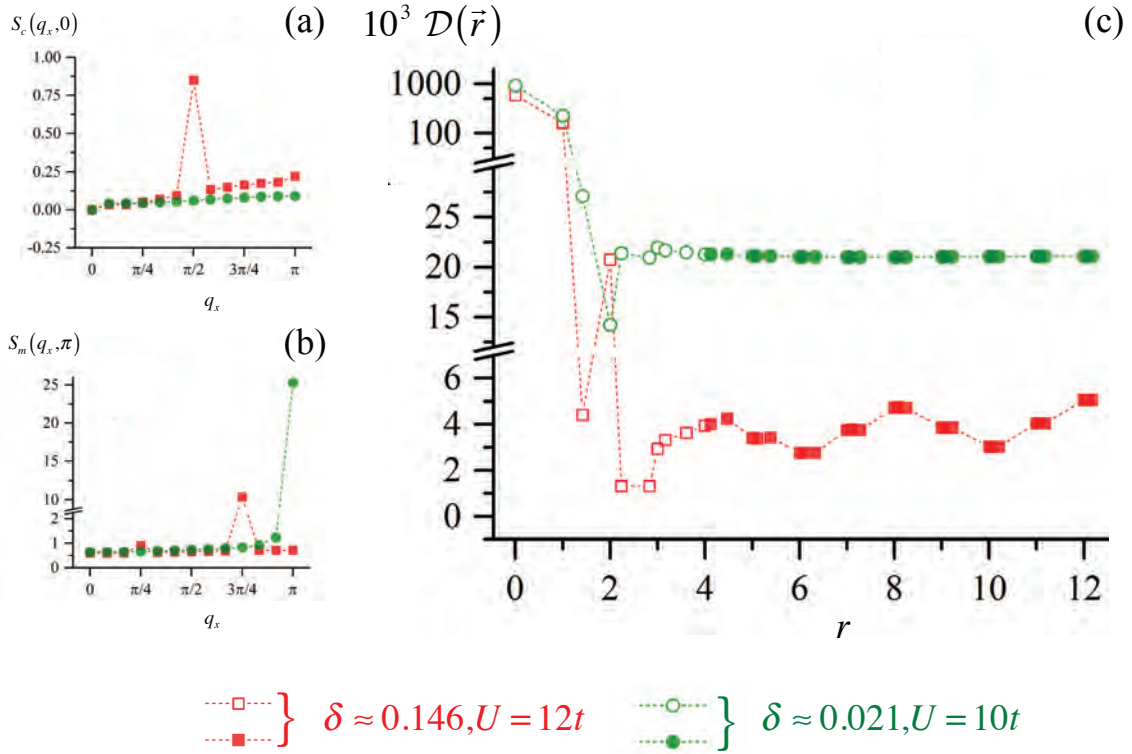 S_c(q_x,0)
(a)
1.00
0.75
0.50
0.25
0.00
-0.25
0 π/4 π/2 3π/4 π
q_x
S_m(q_x,π)
(b)
25
20
15
10
2
1
0
0 π/4 π/2 3π/4 π
q_x
10³ 𝒟(r⃗)
(c)
1000
100
25
20
15
6
4
2
0
0 2 4 6 8 10 12
r
} δ ≈ 0.146, U = 12t
} δ ≈ 0.021, U = 10t